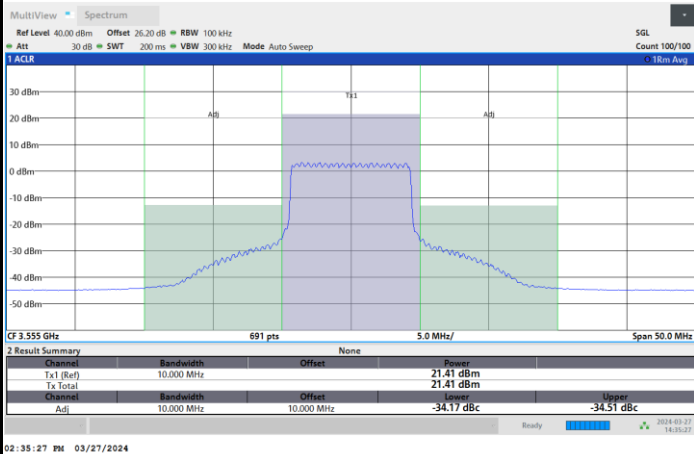 MultiView Spectrum
Ref Level 40.00 dBm Offset 26.20 dB RBW 100 kHz SGL
Att 30 dB SWT 200 ms VBW 300 kHz Mode Auto Sweep Count 100/100
1 ACLR 1Rm Avg
30 dBm
Tx1
20 dBm
Adj Adj
10 dBm
0 dBm
-10 dBm
-20 dBm
-30 dBm
-40 dBm
-50 dBm
CF 3.555 GHz 691 pts 5.0 MHz/ Span 50.0 MHz
2 Result Summary None
Channel Bandwidth Offset Power
Tx1 (Ref) 10.000 MHz 21.41 dBm
Tx Total 21.41 dBm
Channel Bandwidth Offset Lower Upper
Adj 10.000 MHz 10.000 MHz -34.17 dBc -34.51 dBc
Ready 2024-03-27
14:35:27
02:35:27 PM 03/27/2024